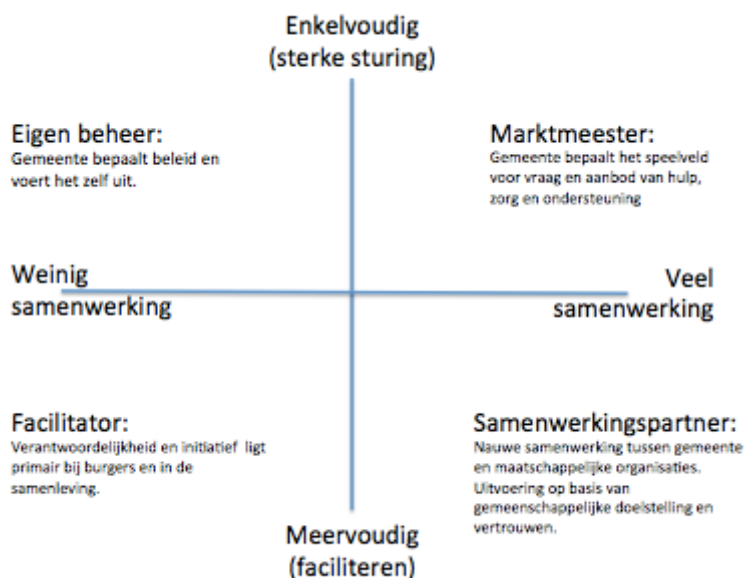 Enkelvoudig
(sterke sturing)
Eigen beheer:
Gemeente bepaalt beleid en
voert het zelf uit.
Marktmeester:
Gemeente bepaalt het speelveld
voor vraag en aanbod van hulp,
zorg en ondersteuning
Weinig
samenwerking
Veel
samenwerking
Facilitator:
Verantwoordelijkheid en initiatief ligt
primair bij burgers en in de
samenleving.
Samenwerkingspartner:
Nauwe samenwerking tussen gemeente
en maatschappelijke organisaties.
Uitvoering op basis van
gemeenschappelijke doelstelling en
vertrouwen.
Meervoudig
(faciliteren)